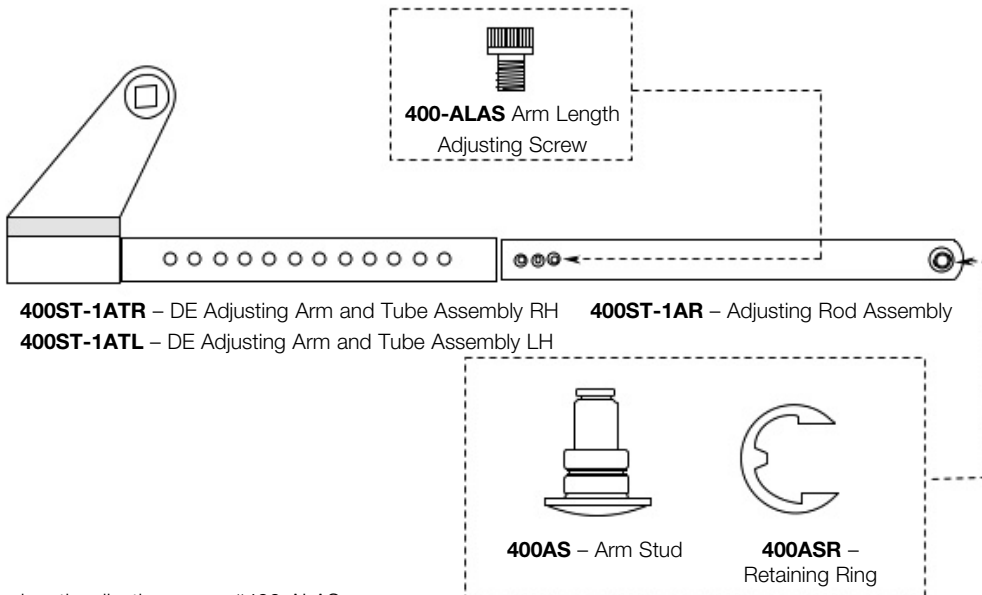 400-ALAS Arm Length
Adjusting Screw
400ST-1ATR – DE Adjusting Arm and Tube Assembly RH
400ST-1AR – Adjusting Rod Assembly
400ST-1ATL – DE Adjusting Arm and Tube Assembly LH
400AS – Arm Stud
400ASR –
Retaining Ring